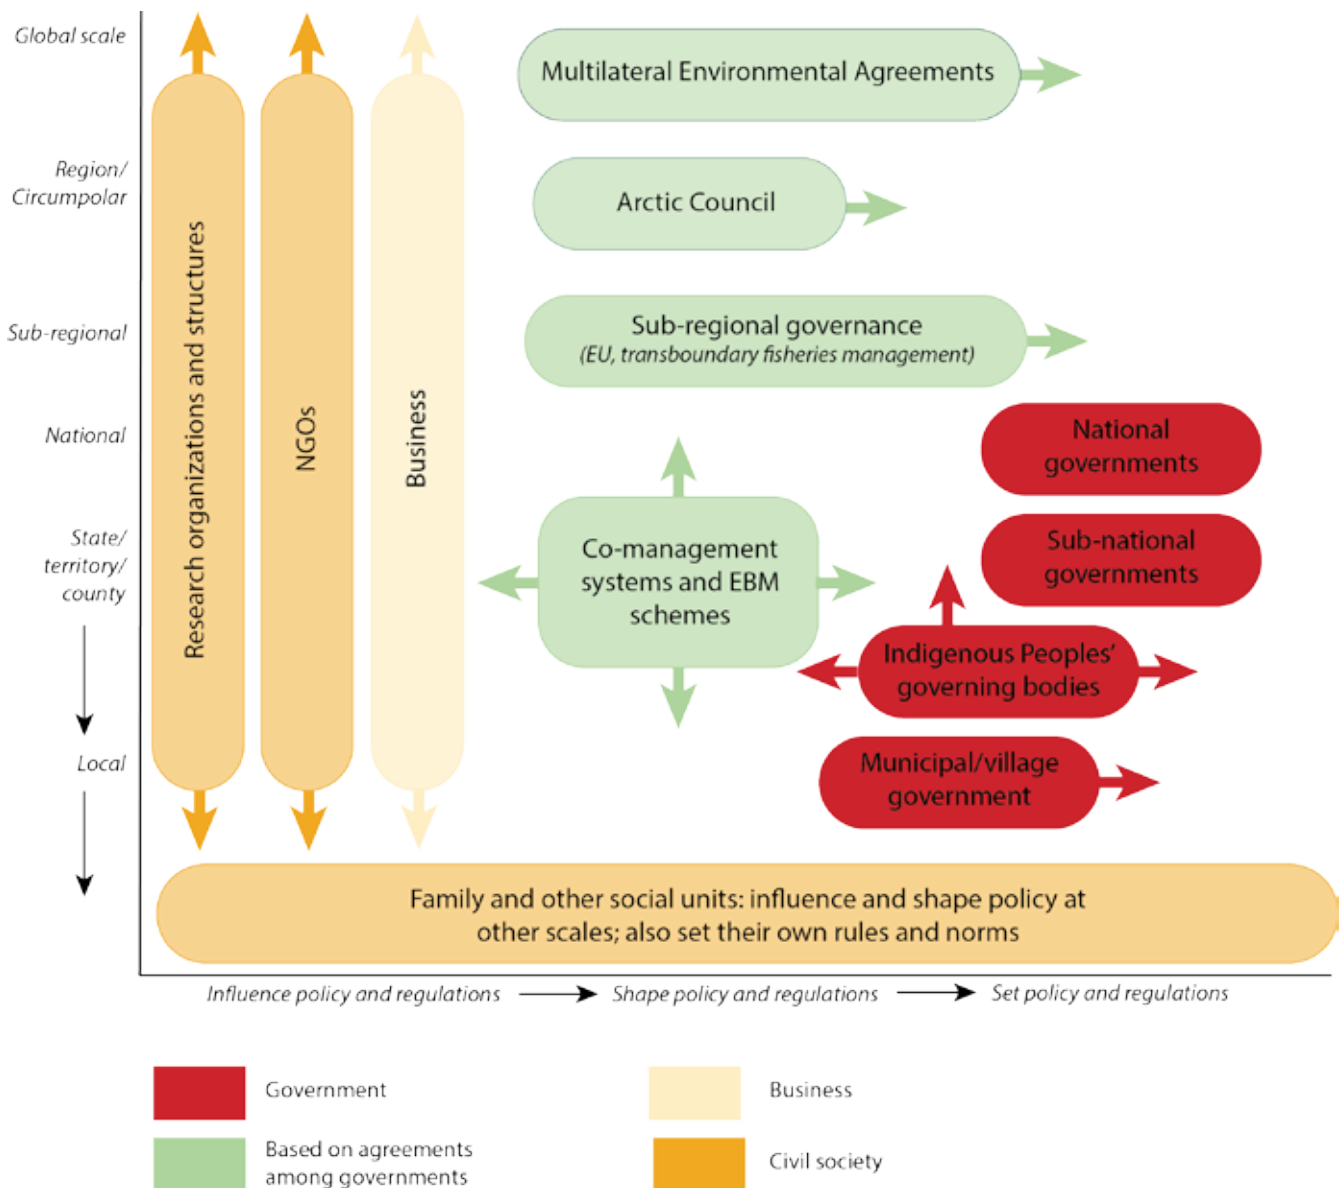 Global scale
Region/
Circumpolar
Sub-regional
National
State/
territory/
county
Local
Research organizations and structures
NGOs
Business
Multilateral Environmental Agreements
Arctic Council
Sub-regional governance
(EU, transboundary fisheries management)
National
governments
Sub-national
governments
Co-management
systems and EBM
schemes
Indigenous Peoples'
governing bodies
Municipal/village
government
Family and other social units: influence and shape policy at
other scales; also set their own rules and norms
Influence policy and regulations
Shape policy and regulations
Set policy and regulations
Government
Business
Based on agreements
among governments
Civil society